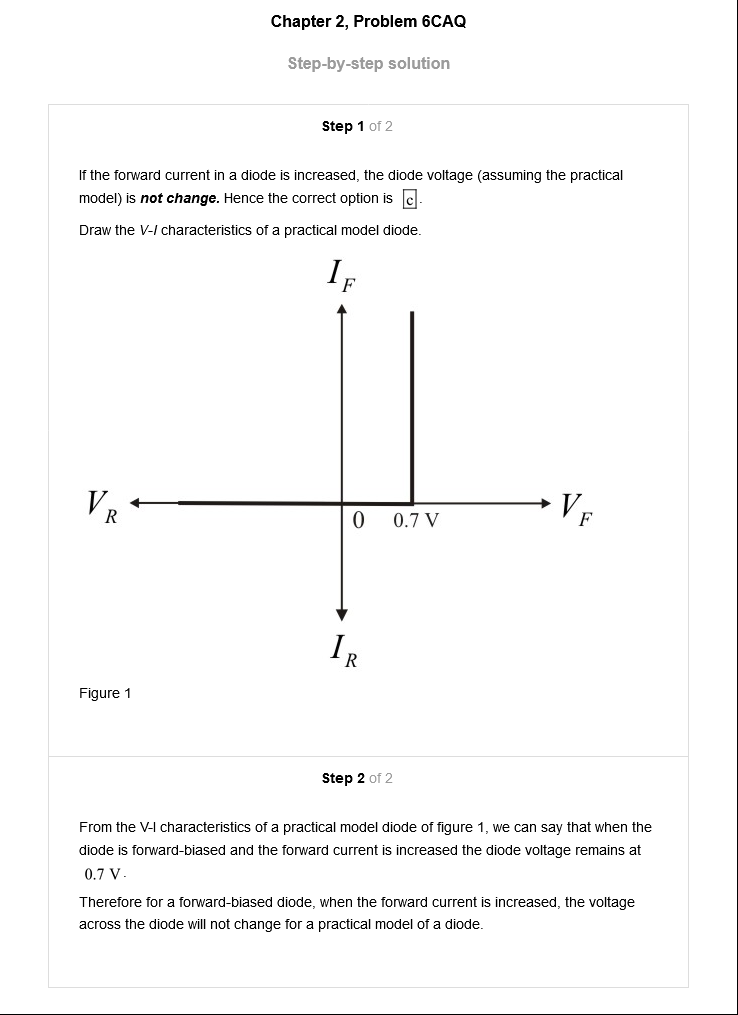 Chapter 2, Problem 6CAQ
Step-by-step solution
Step 1 of 2
If the forward current in a diode is increased, the diode voltage (assuming the practical
model) is not change. Hence the correct option is c.
Draw the V-I characteristics of a practical model diode.
I_F
V_R
0
0.7 V
V_F
I_R
Figure 1
Step 2 of 2
From the V-I characteristics of a practical model diode of figure 1, we can say that when the
diode is forward-biased and the forward current is increased the diode voltage remains at
0.7 V.
Therefore for a forward-biased diode, when the forward current is increased, the voltage
across the diode will not change for a practical model of a diode.